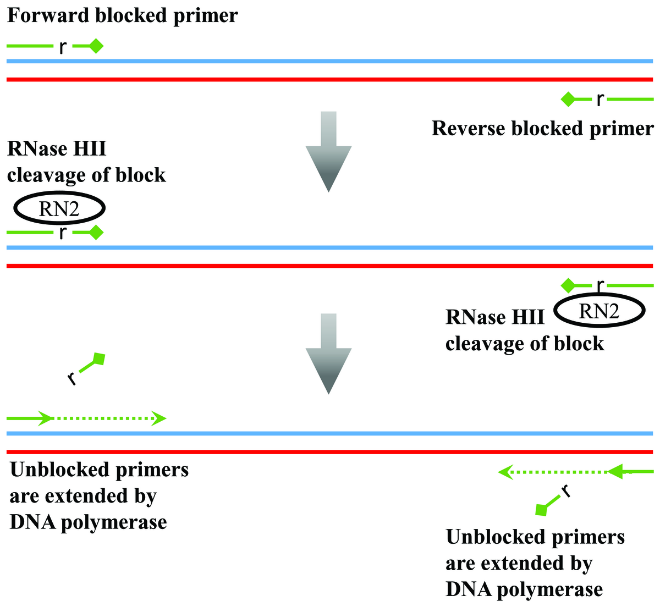 Forward blocked primer
r
r
Reverse blocked primer
RNase HII
cleavage of block
RN2
r
r
RN2
RNase HII
cleavage of block
r
Unblocked primers
are extended by
DNA polymerase
r
Unblocked primers
are extended by
DNA polymerase